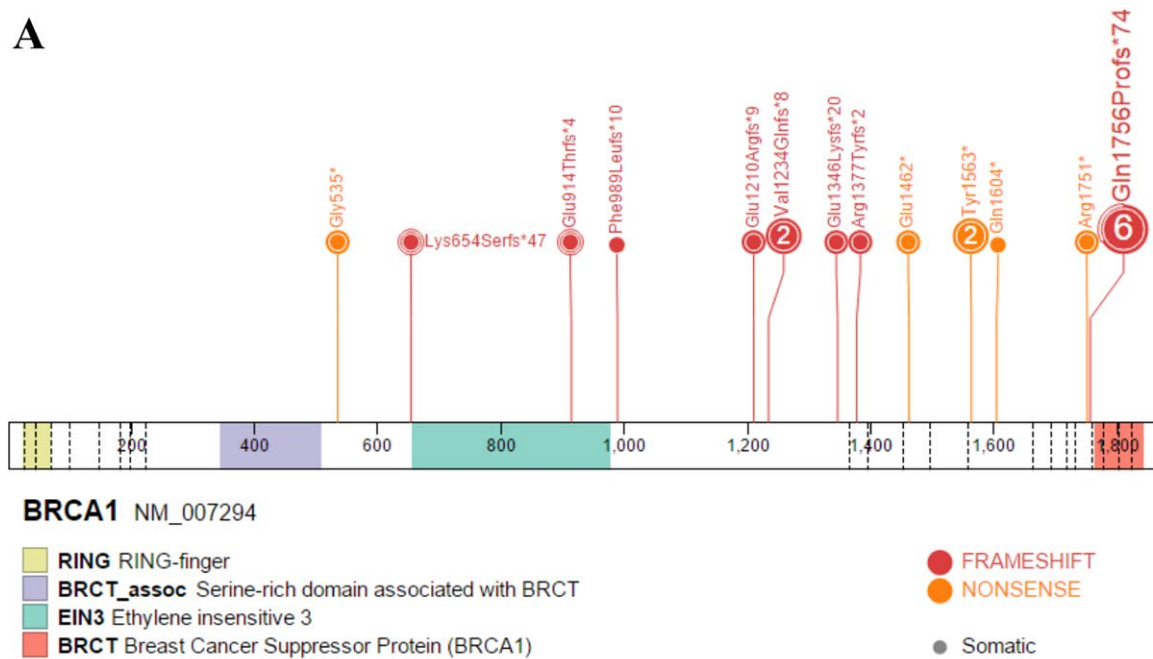 A
Gly535*
Lys654Serfs*47
Glu914Thrfs*4
Phe989Leufs*10
Glu1210Argfs*9
Val1234Glnfs*8
2
Glu1346Lysfs*20
Arg1377Tyrfs*2
Glu1462*
Tyr1563*
2
Gln1604*
Arg1751*
Gln1756Profs*74
6
200 400 600 800 1,000 1,200 1,400 1,600 1,800
BRCA1 NM_007294
RING RING-finger
BRCT_assoc Serine-rich domain associated with BRCT
EIN3 Ethylene insensitive 3
BRCT Breast Cancer Suppressor Protein (BRCA1)
FRAMESHIFT
NONSENSE
Somatic